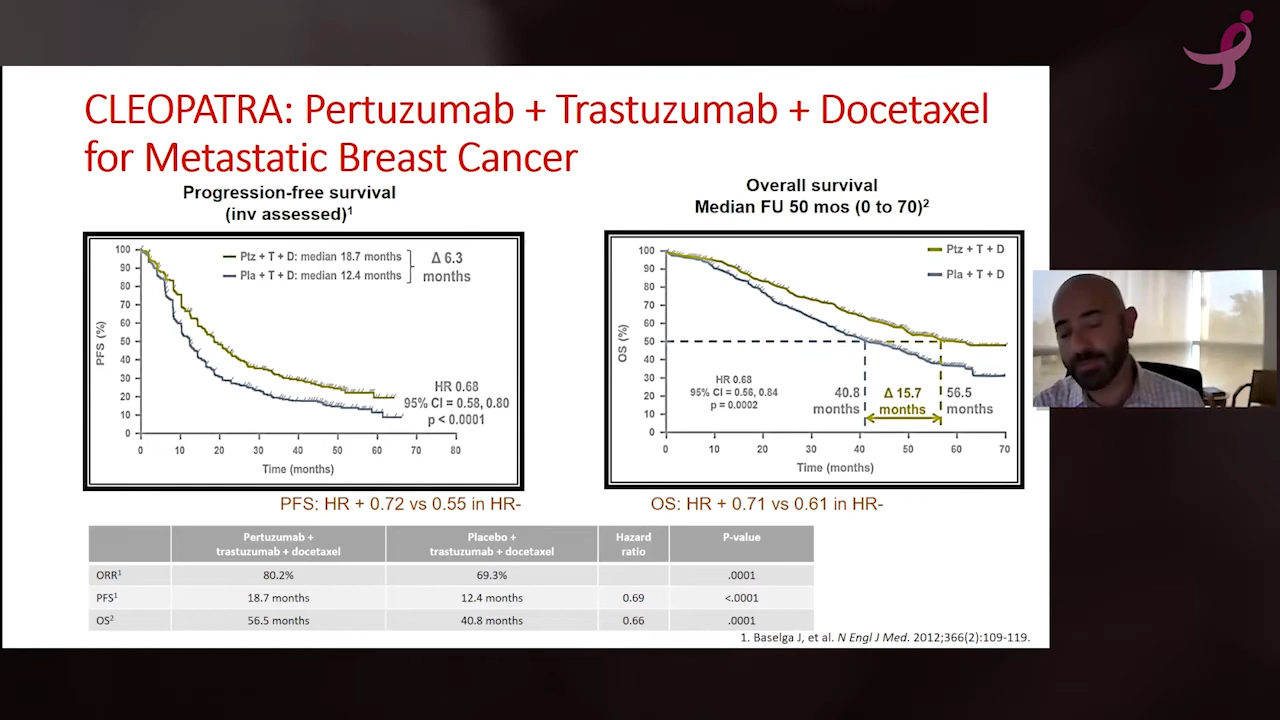 CLEOPATRA: Pertuzumab + Trastuzumab + Docetaxel
for Metastatic Breast Cancer
Progression-free survival
(inv assessed)1
100
90
80
70
60
50
40
30
20
10
0
PFS (%)
Ptz + T + D: median 18.7 months
Pla + T + D: median 12.4 months
Δ 6.3
months
HR 0.68
95% CI = 0.58, 0.80
p < 0.0001
0 10 20 30 40 50 60 70 80
Time (months)
PFS: HR + 0.72 vs 0.55 in HR-
Overall survival
Median FU 50 mos (0 to 70)2
100
90
80
70
60
50
40
30
20
10
0
OS (%)
Ptz + T + D
Pla + T + D
HR 0.68
95% CI = 0.56, 0.84
p = 0.0002
40.8
months
Δ 15.7
months
56.5
months
0 10 20 30 40 50 60 70
Time (months)
OS: HR + 0.71 vs 0.61 in HR-
Pertuzumab +
trastuzumab + docetaxel
Placebo +
trastuzumab + docetaxel
Hazard
ratio
P-value
ORR1 80.2% 69.3% .0001
PFS1 18.7 months 12.4 months 0.69 <.0001
OS2 56.5 months 40.8 months 0.66 .0001
1. Baselga J, et al. N Engl J Med. 2012;366(2):109-119.